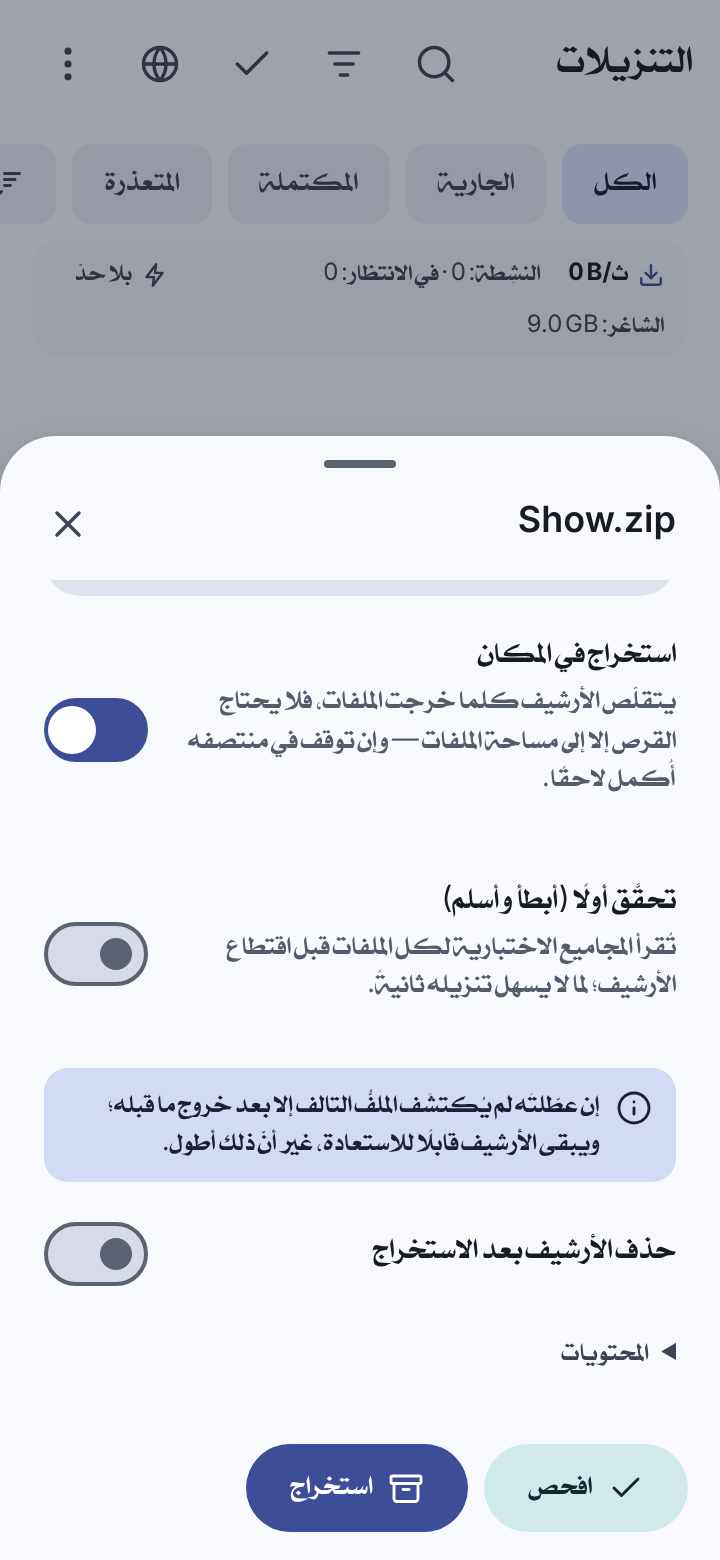 التنزيلات
الكل
الجارية
المكتملة
المتعذرة
0 B/ث
النشِطة: 0 · في الانتظار: 0
بلا حدّ
الشاغر: 9.0 GB
Show.zip
استخراج في المكان
يتقلّص الأرشيف كلما خرجت الملفات، فلا يحتاج
القرص إلا إلى مساحة الملفات — وإن توقف في منتصفه
أُكمل لاحقًا.
تحقَّق أولًا (أبطأ وأسلم)
تُقرأ المجاميع الاختبارية لكل الملفات قبل اقتطاع
الأرشيف؛ لما لا يسهل تنزيله ثانيةً.
إن عطّلتَه لم يُكتشف الملفُّ التالف إلا بعد خروج ما قبله؛
ويبقى الأرشيف قابلًا للاستعادة، غير أنّ ذلك أطول.
حذف الأرشيف بعد الاستخراج
المحتويات
افحص
استخراج